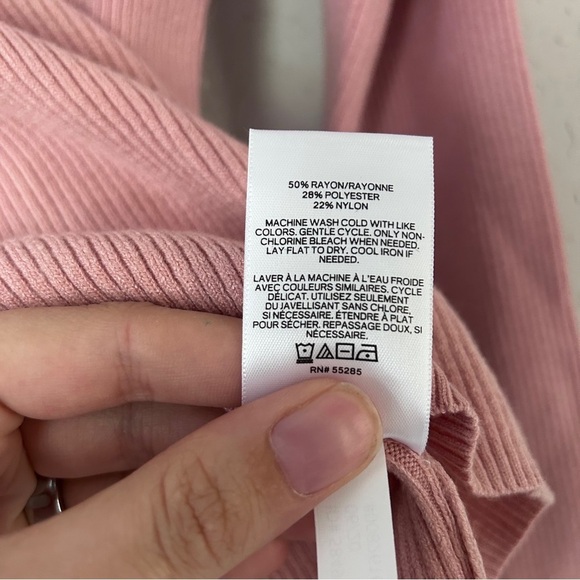 50% RAYON/RAYONNE
28% POLYESTER
22% NYLON
MACHINE WASH COLD WITH LIKE
COLORS. GENTLE CYCLE. ONLY NON-
CHLORINE BLEACH WHEN NEEDED.
LAY FLAT TO DRY. COOL IRON IF
NEEDED.
LAVER À LA MACHINE À L'EAU FROIDE
AVEC COULEURS SIMILAIRES. CYCLE
DÉLICAT. UTILISEZ SEULEMENT
DU JAVELLISANT SANS CHLORE,
SI NÉCESSAIRE. ÉTENDRE À PLAT
POUR SÉCHER. REPASSAGE DOUX, SI
NÉCESSAIRE.
RN# 55285